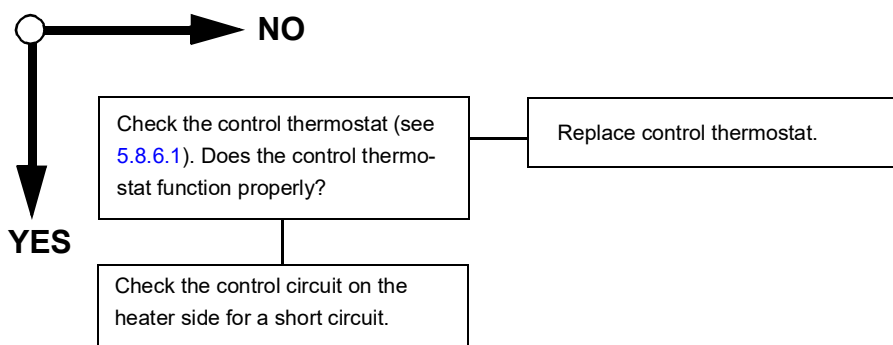 NO
Check the control thermostat (see
5.8.6.1). Does the control thermo-
stat function properly?
Replace control thermostat.
YES
Check the control circuit on the
heater side for a short circuit.